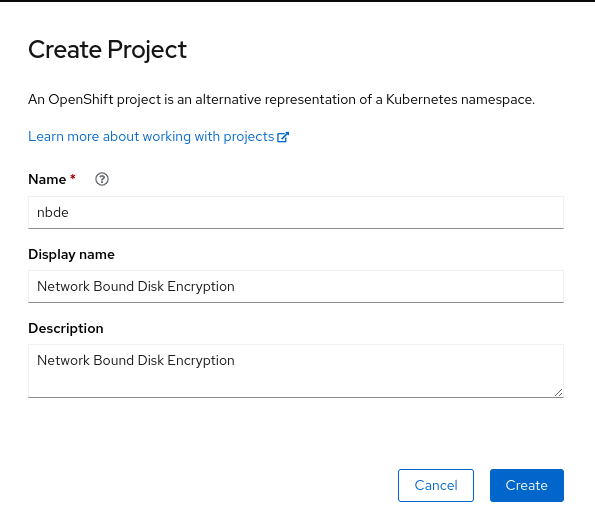 Create Project
An OpenShift project is an alternative representation of a Kubernetes namespace.
Learn more about working with projects
Name *
nbde
Display name
Network Bound Disk Encryption
Description
Network Bound Disk Encryption
Cancel Create